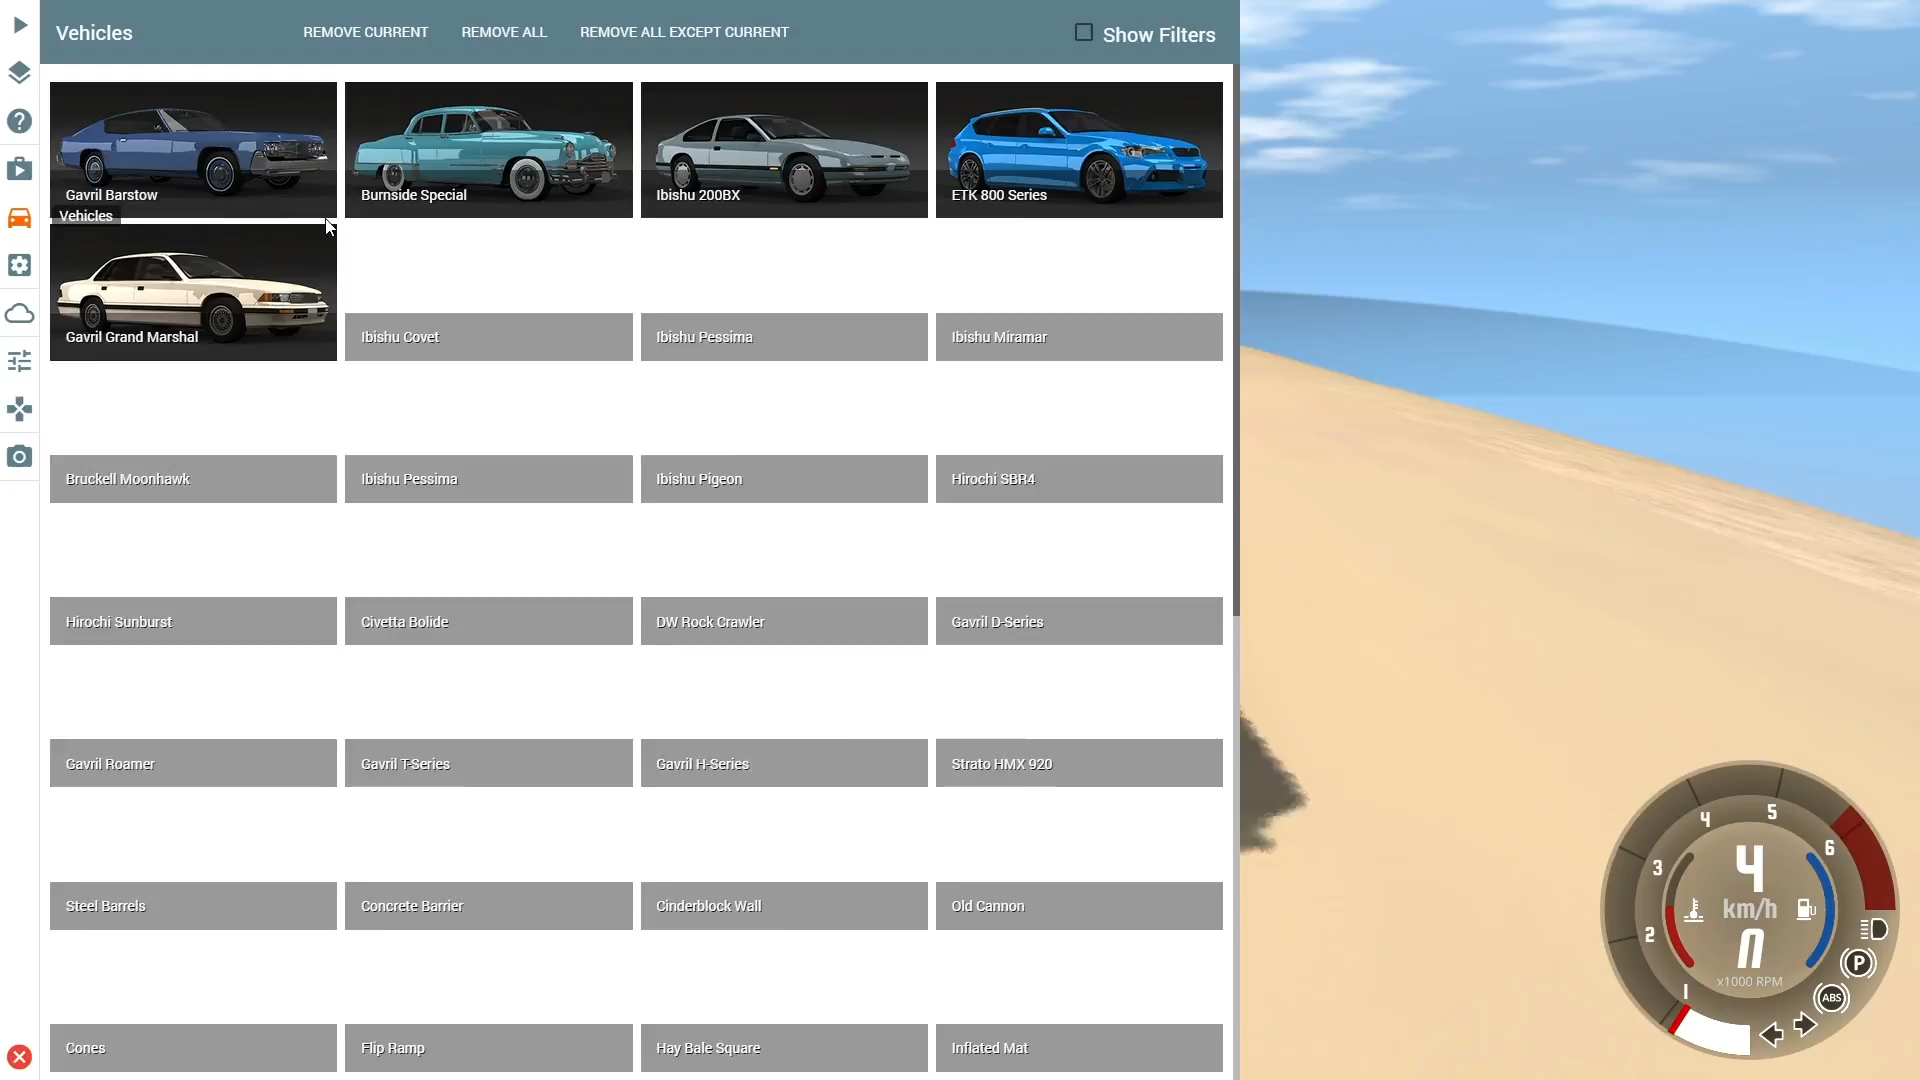 Vehicles
REMOVE CURRENT
REMOVE ALL
REMOVE ALL EXCEPT CURRENT
Show Filters
Gavril Barstow
Burnside Special
Ibishu 200BX
ETK 800 Series
Vehicles
Gavril Grand Marshal
Ibishu Covet
Ibishu Pessima
Ibishu Miramar
Bruckell Moonhawk
Ibishu Pessima
Ibishu Pigeon
Hirochi SBR4
Hirochi Sunburst
Civetta Bolide
DW Rock Crawler
Gavril D-Series
Gavril Roamer
Gavril T-Series
Gavril H-Series
Strato HMX 920
Steel Barrels
Concrete Barrier
Cinderblock Wall
Old Cannon
Cones
Flip Ramp
Hay Bale Square
Inflated Mat
1
2
3
4
5
6
4
km/h
n
x1000 RPM
P
ABS